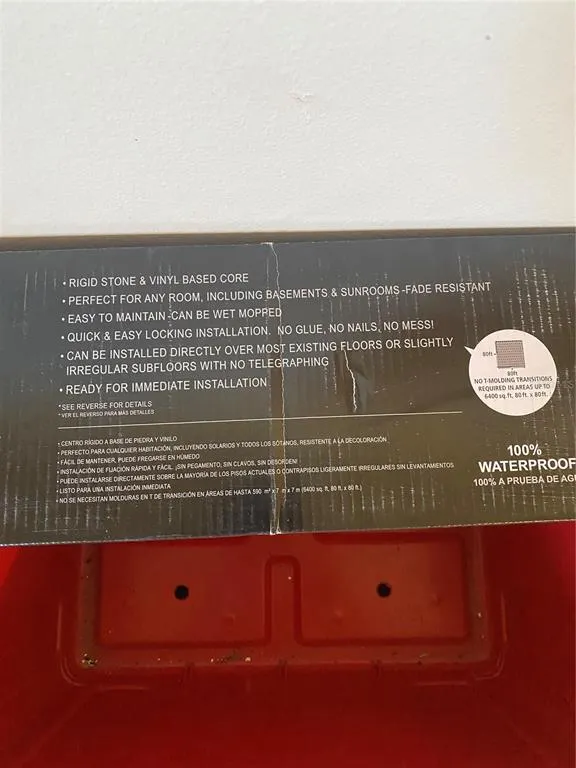 • RIGID STONE & VINYL BASED CORE
• PERFECT FOR ANY ROOM, INCLUDING BASEMENTS & SUNROOMS -FADE RESISTANT
• EASY TO MAINTAIN -CAN BE WET MOPPED
• QUICK & EASY LOCKING INSTALLATION. NO GLUE, NO NAILS, NO MESS!
• CAN BE INSTALLED DIRECTLY OVER MOST EXISTING FLOORS OR SLIGHTLY
IRREGULAR SUBFLOORS WITH NO TELEGRAPHING
• READY FOR IMMEDIATE INSTALLATION
*SEE REVERSE FOR DETAILS
*VER EL REVERSO PARA MÁS DETALLES
80ft
80ft
NO T-MOLDING TRANSITIONS
REQUIRED IN AREAS UP TO
6400 sq. ft, 80 ft. x 80 ft.
• CENTRO RÍGIDO A BASE DE PIEDRA Y VINILO
• PERFECTO PARA CUALQUIER HABITACIÓN, INCLUYENDO SOLARIOS Y TODOS LOS SÓTANOS, RESISTENTE A LA DECOLORACIÓN
• FÁCIL DE MANTENER, PUEDE FREGARSE EN HÚMEDO
• INSTALACIÓN DE FIJACIÓN RÁPIDA Y FÁCIL. ¡SIN PEGAMENTO, SIN CLAVOS, SIN DESORDEN!
• PUEDE INSTALARSE DIRECTAMENTE SOBRE LA MAYORÍA DE LOS PISOS ACTUALES O CONTRAPISOS LIGERAMENTE IRREGULARES SIN LEVANTAMIENTOS
• LISTO PARA UNA INSTALACIÓN INMEDIATA
• NO SE NECESITAN MOLDURAS EN T DE TRANSICIÓN EN ÁREAS DE HASTA 590 m² x 7 m x 7 m (6400 sq. ft, 80 ft. x 80 ft.)
100%
WATERPROOF
100% A PRUEBA DE